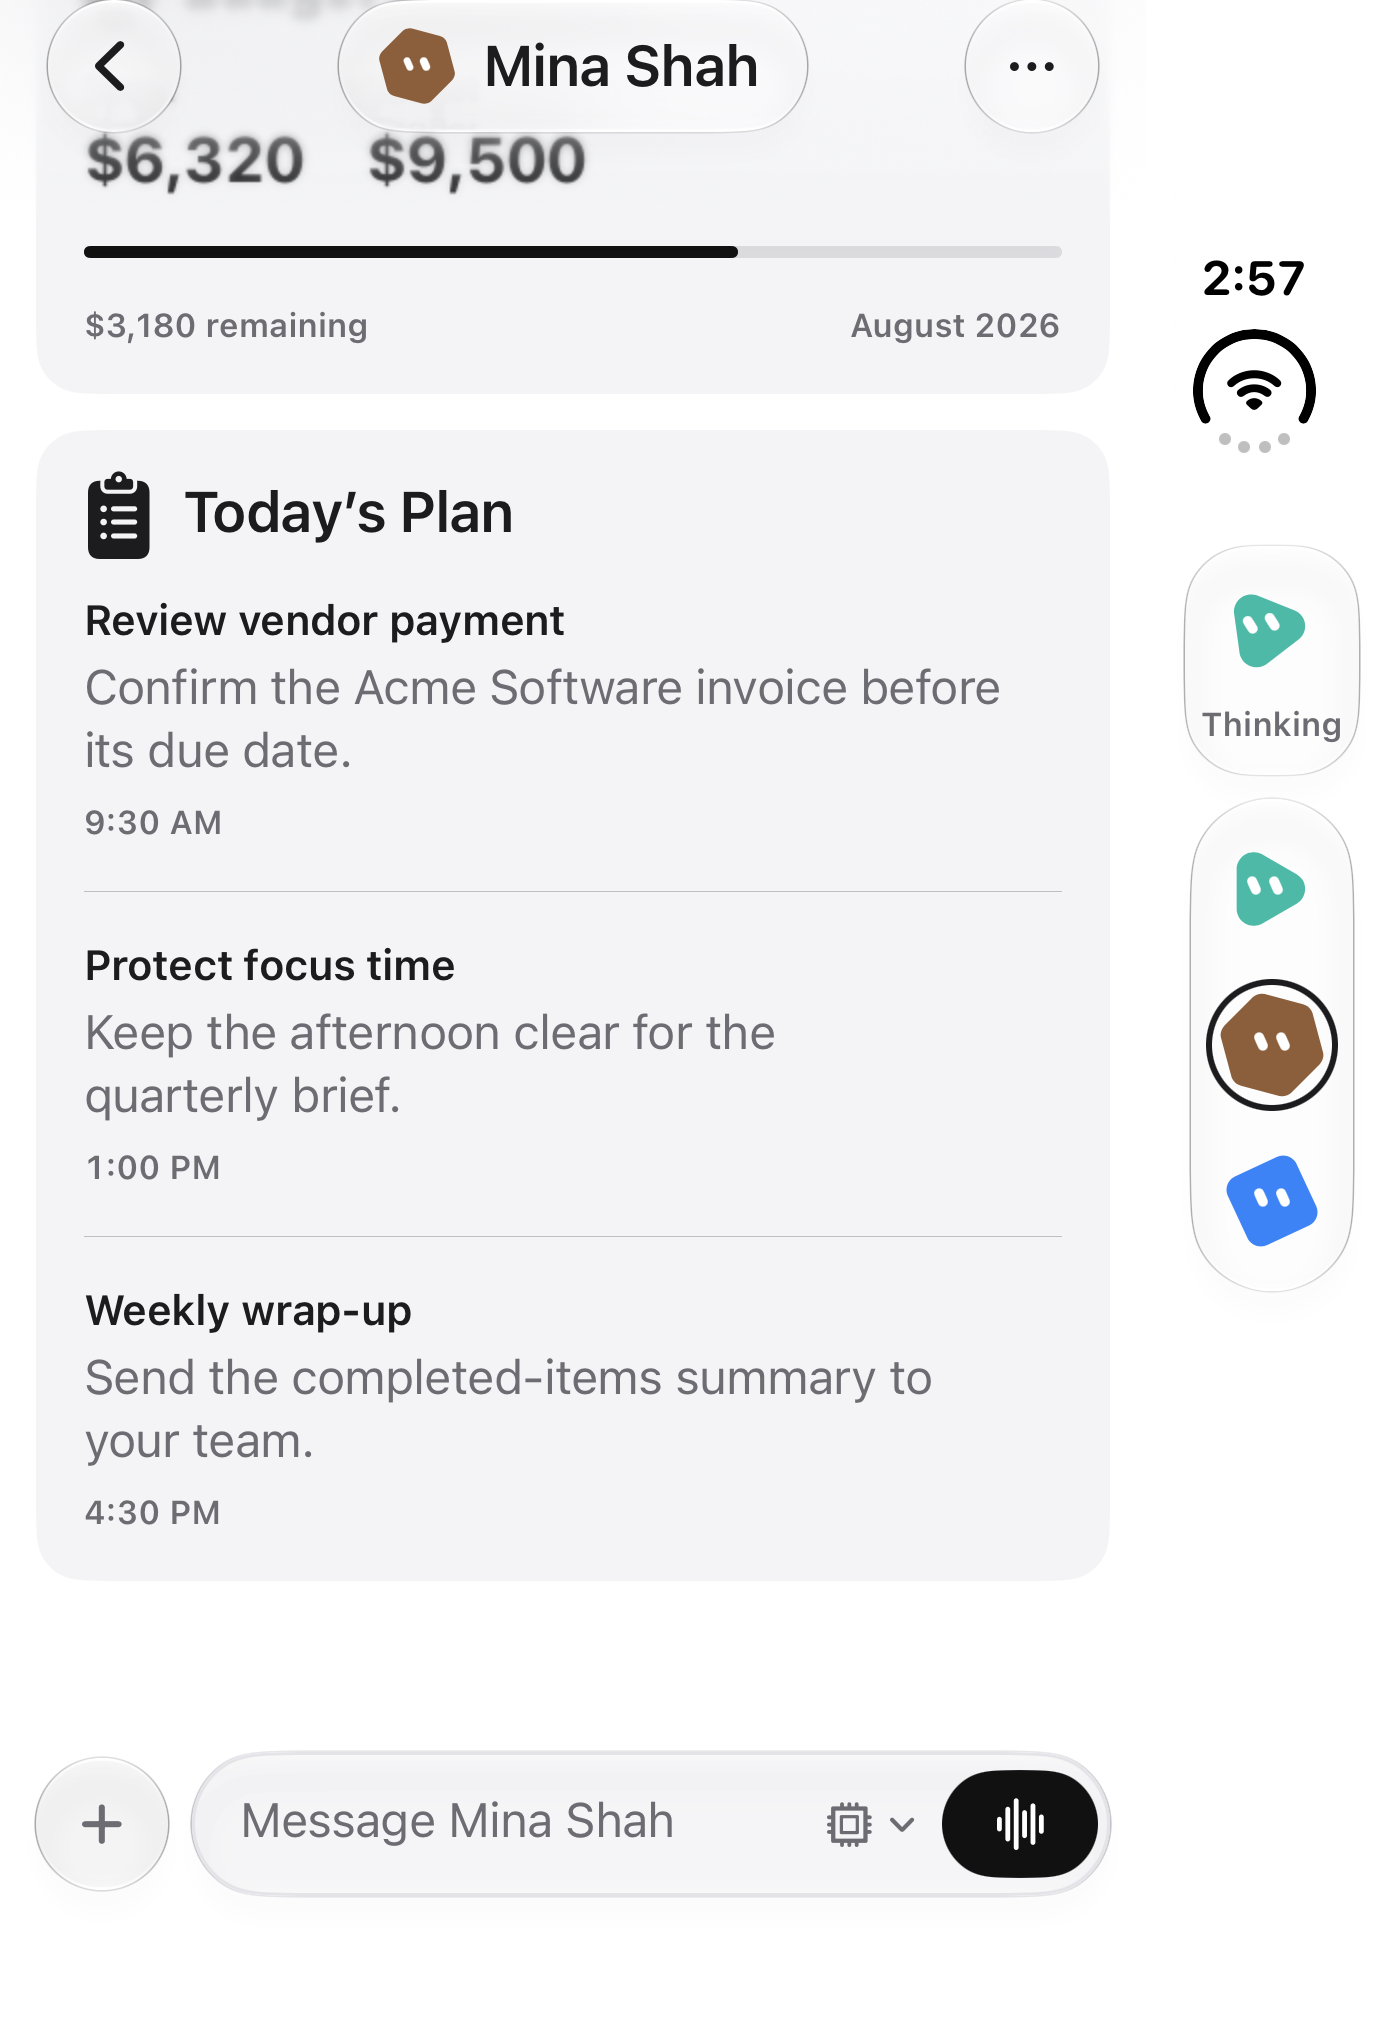 Mina Shah
$6,320 $9,500
$3,180 remaining August 2026
2:57
Thinking
Today’s Plan
Review vendor payment
Confirm the Acme Software invoice before
its due date.
9:30 AM
Protect focus time
Keep the afternoon clear for the
quarterly brief.
1:00 PM
Weekly wrap-up
Send the completed-items summary to
your team.
4:30 PM
Message Mina Shah